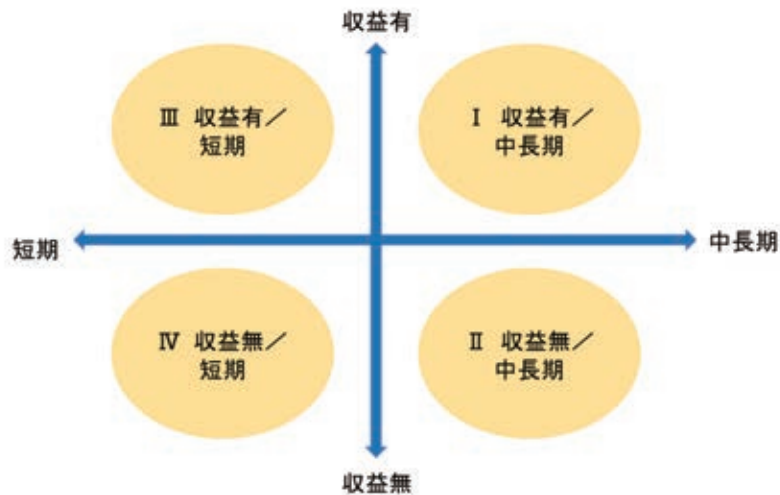 収益有
Ⅲ 収益有／
短期
Ⅰ 収益有／
中長期
短期
中長期
Ⅳ 収益無／
短期
Ⅱ 収益無／
中長期
収益無